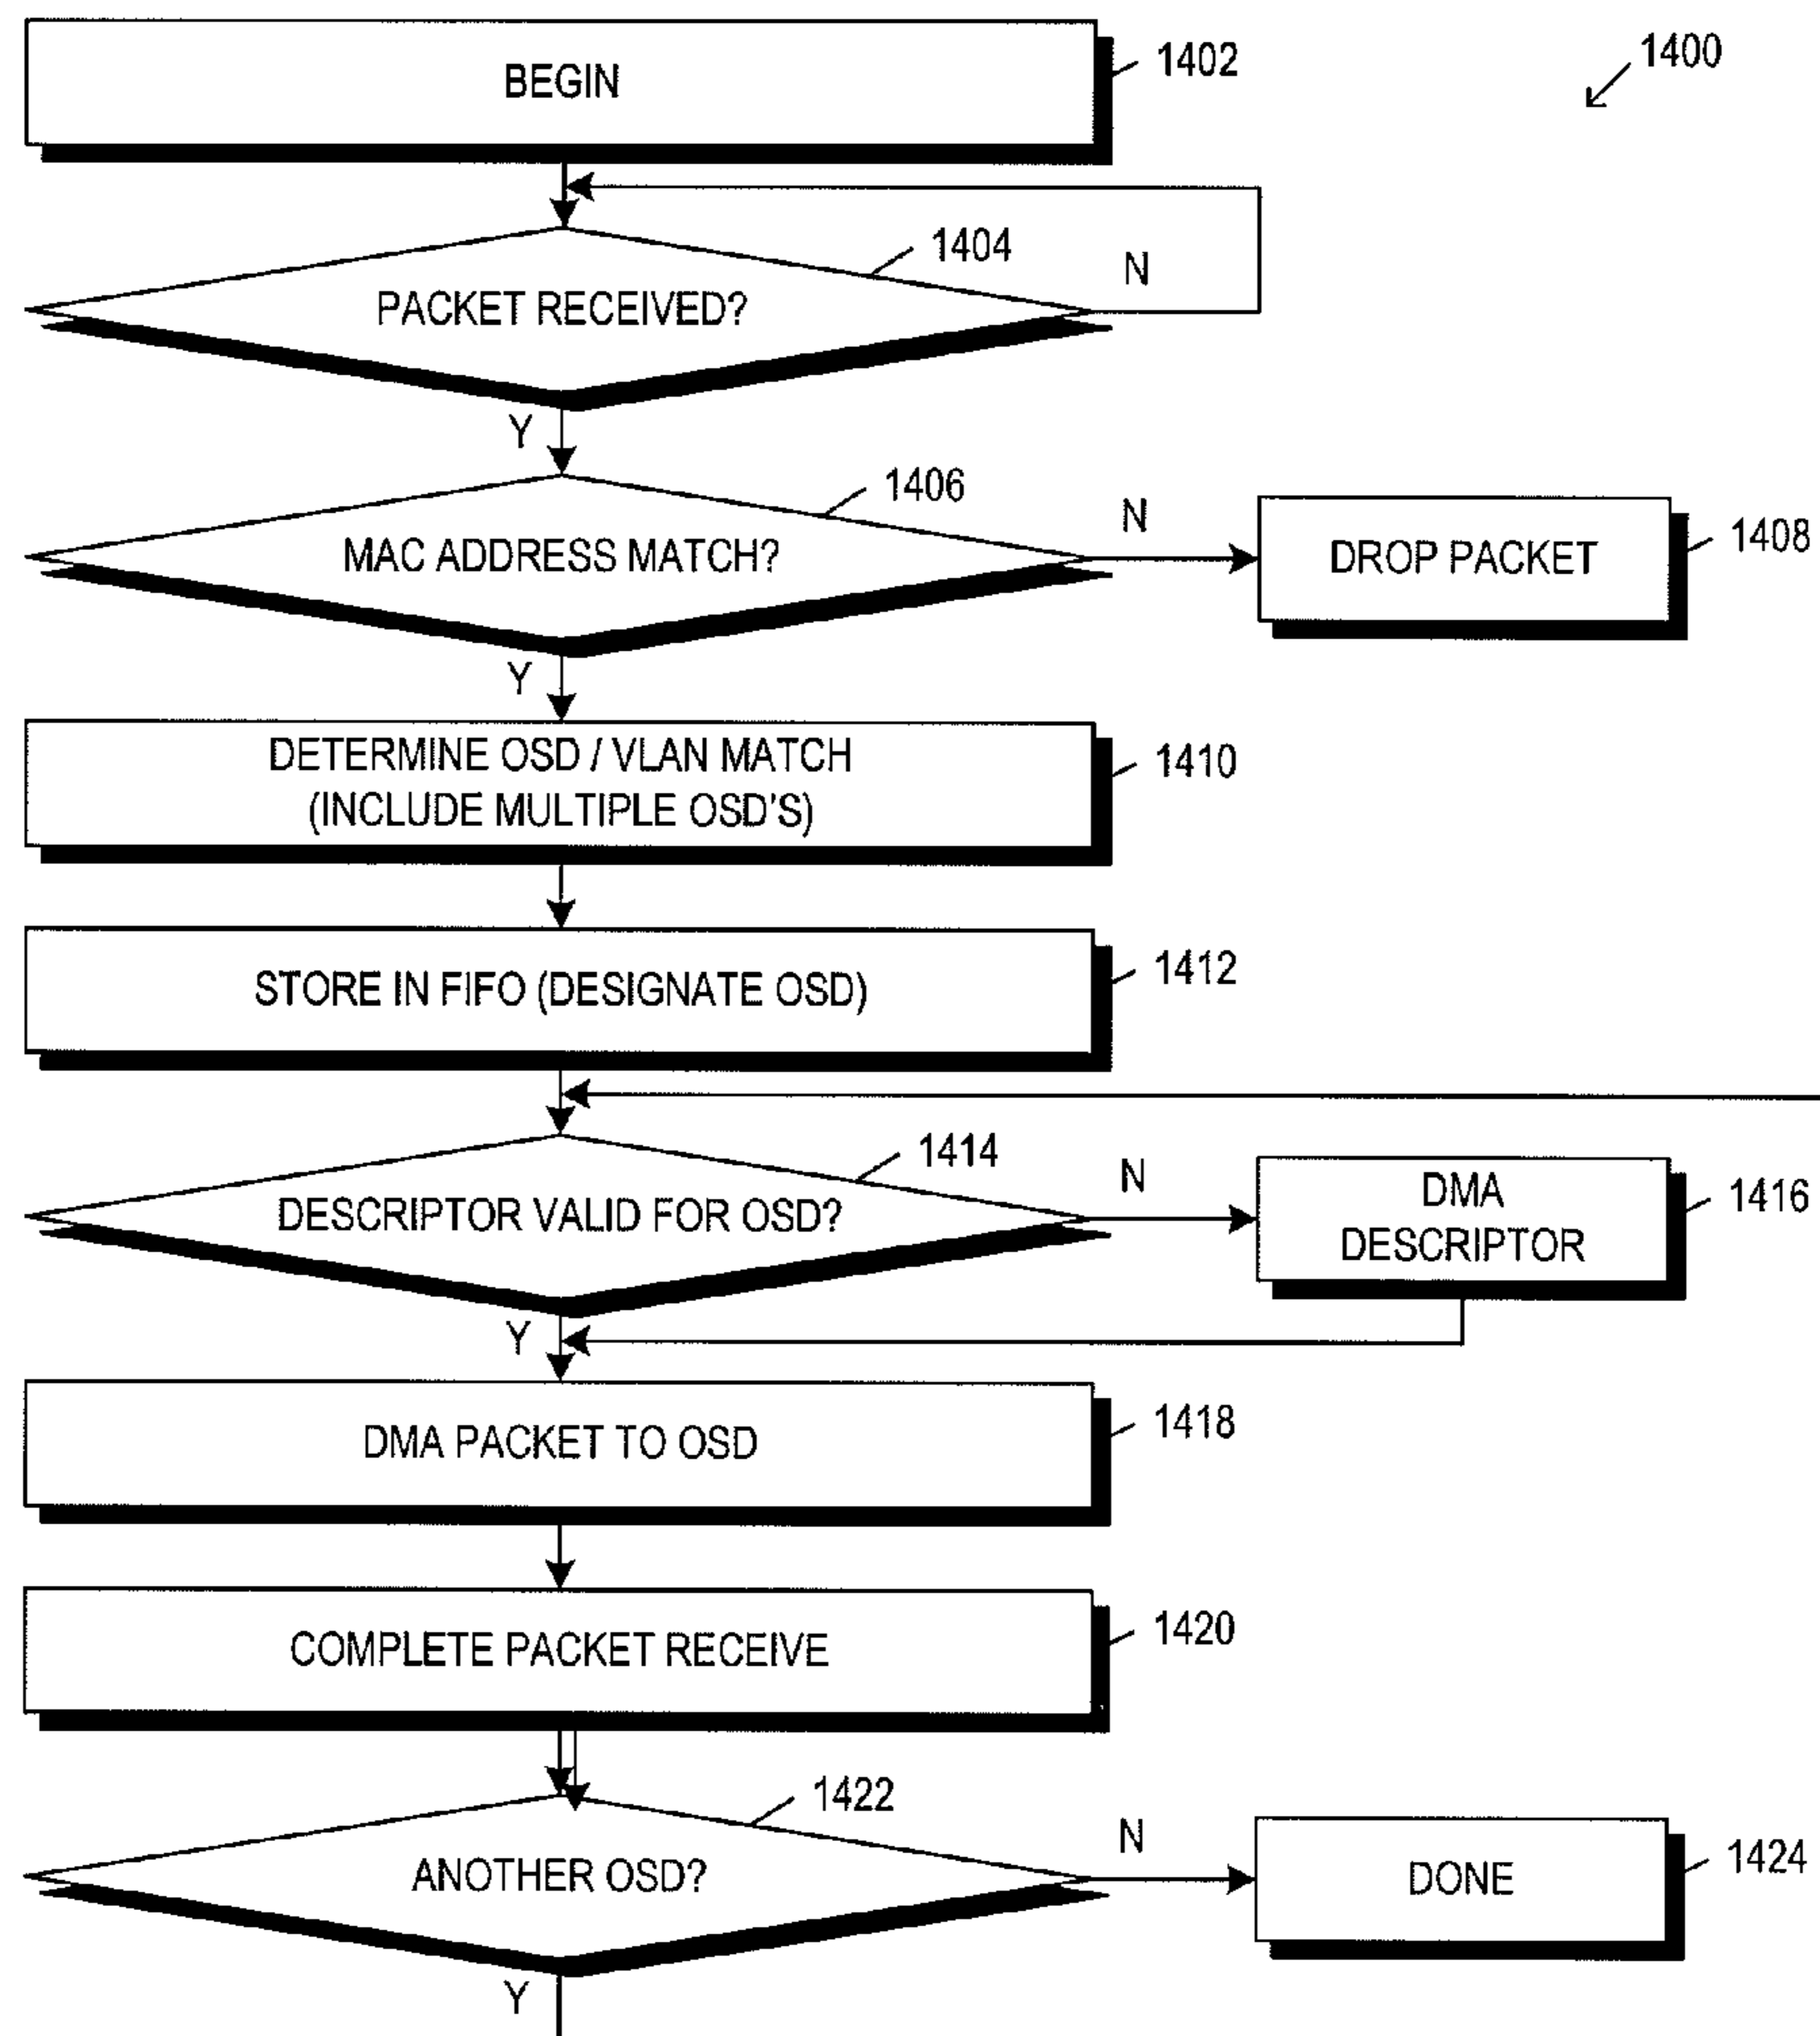 BEGIN
1402
1400
1404
N
PACKET RECEIVED?
Y
1406
N
MAC ADDRESS MATCH?
DROP PACKET
1408
Y
DETERMINE OSD / VLAN MATCH
(INCLUDE MULTIPLE OSD'S)
1410
STORE IN FIFO (DESIGNATE OSD)
1412
1414
N
DESCRIPTOR VALID FOR OSD?
DMA
DESCRIPTOR
1416
Y
DMA PACKET TO OSD
1418
COMPLETE PACKET RECEIVE
1420
1422
N
ANOTHER OSD?
DONE
1424
Y